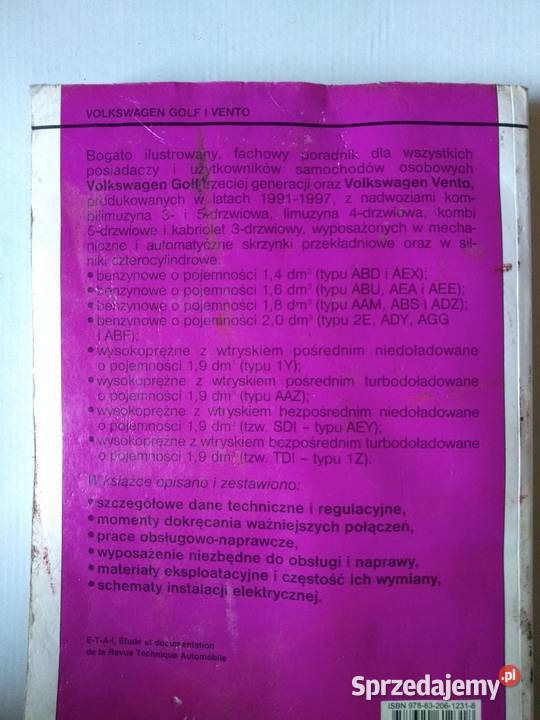 VOLKSWAGEN GOLF I VENTO
Bogato ilustrowany, fachowy poradnik dla wszystkich
posiadaczy i użytkowników samochodów osobowych
Volkswagen Golf trzeciej generacji oraz Volkswagen Vento,
produkowanych w latach 1991-1997, z nadwoziami kom-
bilimuzyna 3- i 5-drzwiowa, limuzyna 4-drzwiowa, kombi
5-drzwiowe i kabriolet 3-drzwiowy, wyposażonych w mecha-
niczne i automatyczne skrzynki przekładniowe oraz w sil-
niki czterocylindrowe:
• benzynowe o pojemności 1,4 dm³ (typu ABD i AEX);
• benzynowe o pojemności 1,6 dm³ (typu ABU, AEA i AEE);
• benzynowe o pojemności 1,8 dm³ (typu AAM, ABS i ADZ);
• benzynowe o pojemności 2,0 dm³ (typu 2E, ADY, AGG
i ABF);
• wysokoprężne z wtryskiem pośrednim niedoładowane
o pojemności 1,9 dm³ (typu 1Y);
• wysokoprężne z wtryskiem pośrednim turbodoładowane
o pojemności 1,9 dm³ (typu AAZ);
• wysokoprężne z wtryskiem bezpośrednim niedoładowane
o pojemności 1,9 dm³ (tzw. SDI – typu AEY);
• wysokoprężne z wtryskiem bezpośrednim turbodoładowane
o pojemności 1,9 dm³ (tzw. TDI – typu 1Z).
W książce opisano i zestawiono:
• szczegółowe dane techniczne i regulacyjne,
• momenty dokręcania ważniejszych połączeń,
• prace obsługowo-naprawcze,
• wyposażenie niezbędne do obsługi i naprawy,
• materiały eksploatacyjne i częstość ich wymiany,
• schematy instalacji elektrycznej.
E-T-A-I, Étude et documentation
de la Revue Technique Automobile
ISBN 978-83-206-1231-8
Sprzedajemy.pl